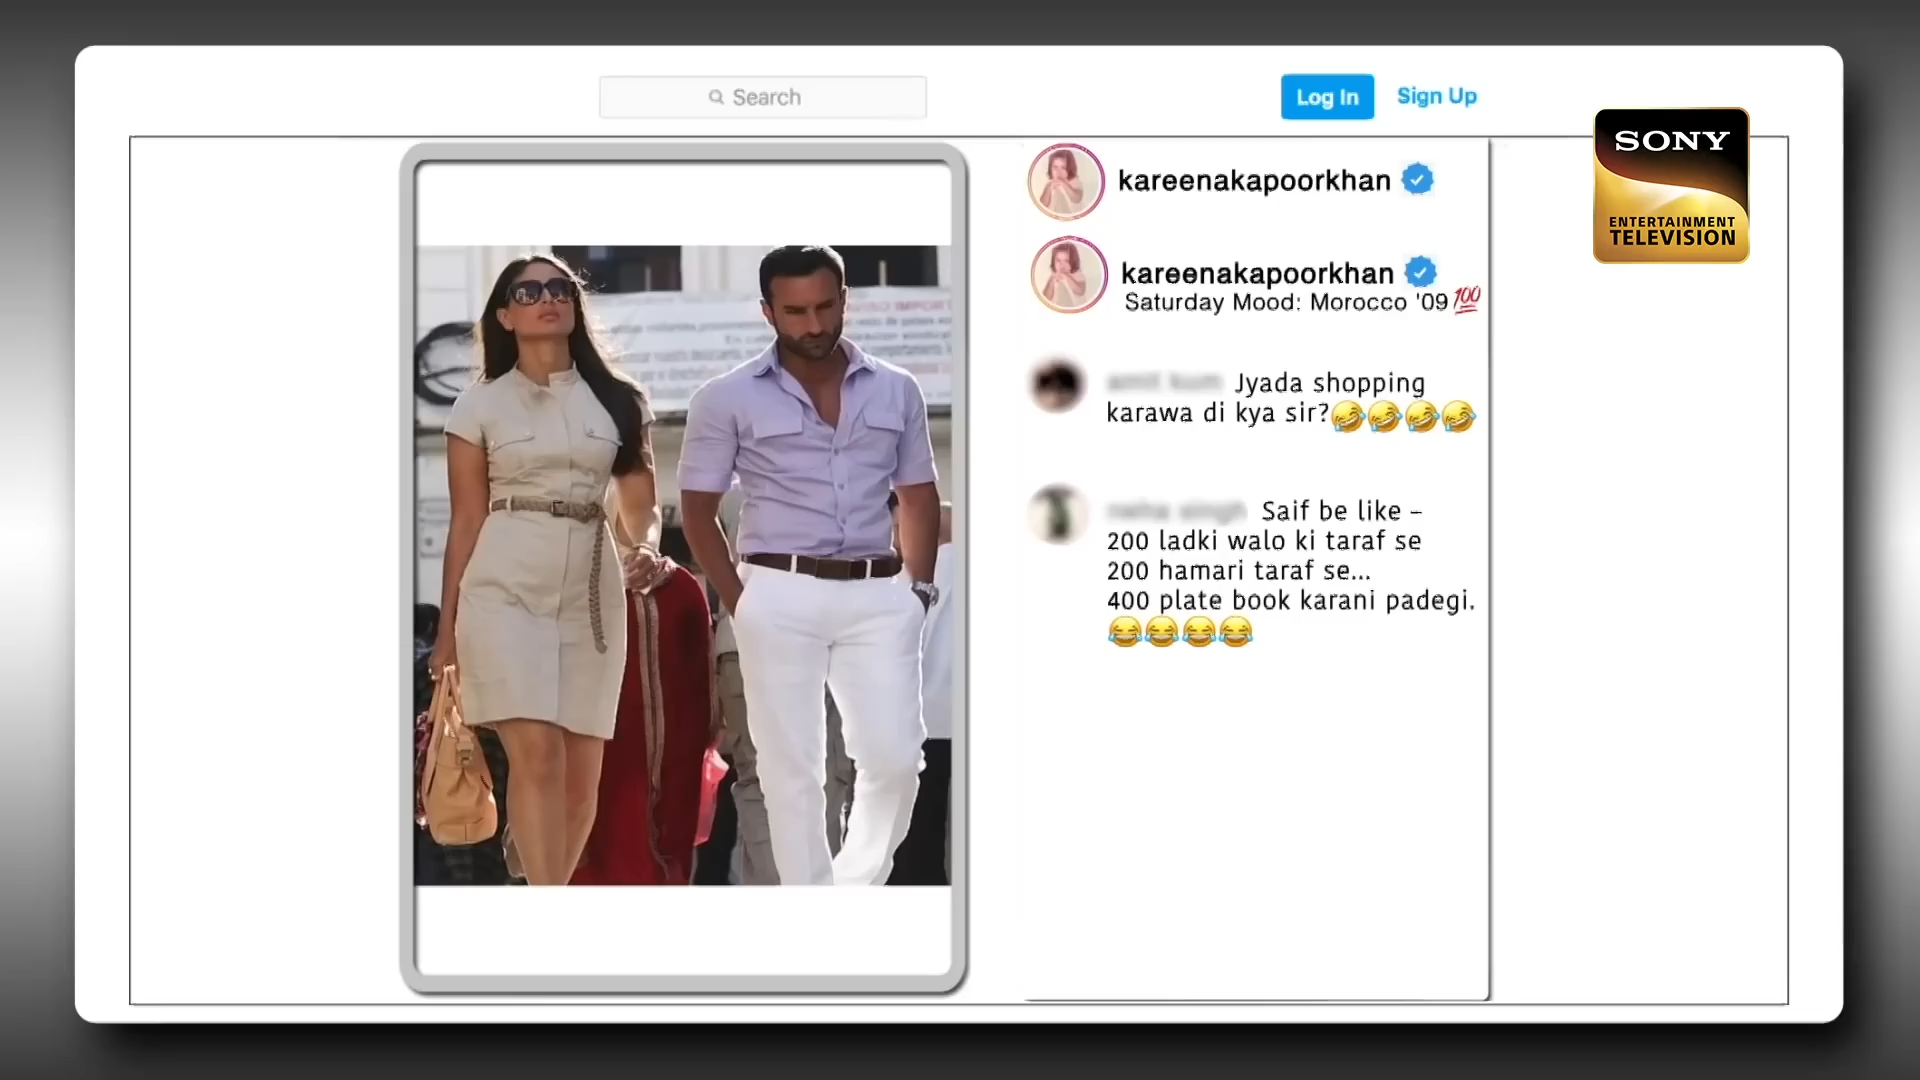 Search
Log In
Sign Up
SONY
ENTERTAINMENT
TELEVISION
kareenakapoorkhan
kareenakapoorkhan
Saturday Mood: Morocco '09💯
Jyada shopping
karawa di kya sir?🤣🤣🤣🤣
Saif be like –
200 ladki walo ki taraf se
200 hamari taraf se...
400 plate book karani padegi.
😂😂😂😂